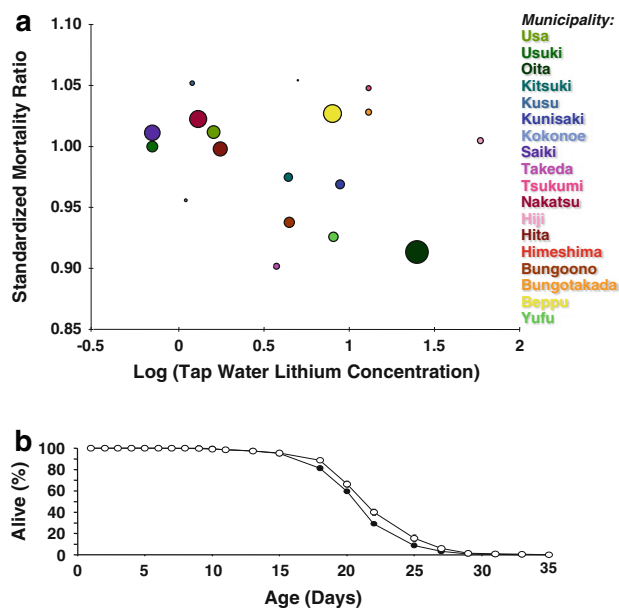 a
Standardized Mortality Ratio
1.10
1.05
1.00
0.95
0.90
0.85
-0.5
0
0.5
1.0
1.5
2
Log (Tap Water Lithium Concentration)
Municipality:
Usa
Usuki
Oita
Kitsuki
Kusu
Kunisaki
Kokonoe
Saiki
Takeda
Tsukumi
Nakatsu
Hiji
Hita
Himeshima
Bungoono
Bungotakada
Beppu
Yufu
b
Alive (%)
100
80
60
40
20
0
0
5
10
15
20
25
30
35
Age (Days)